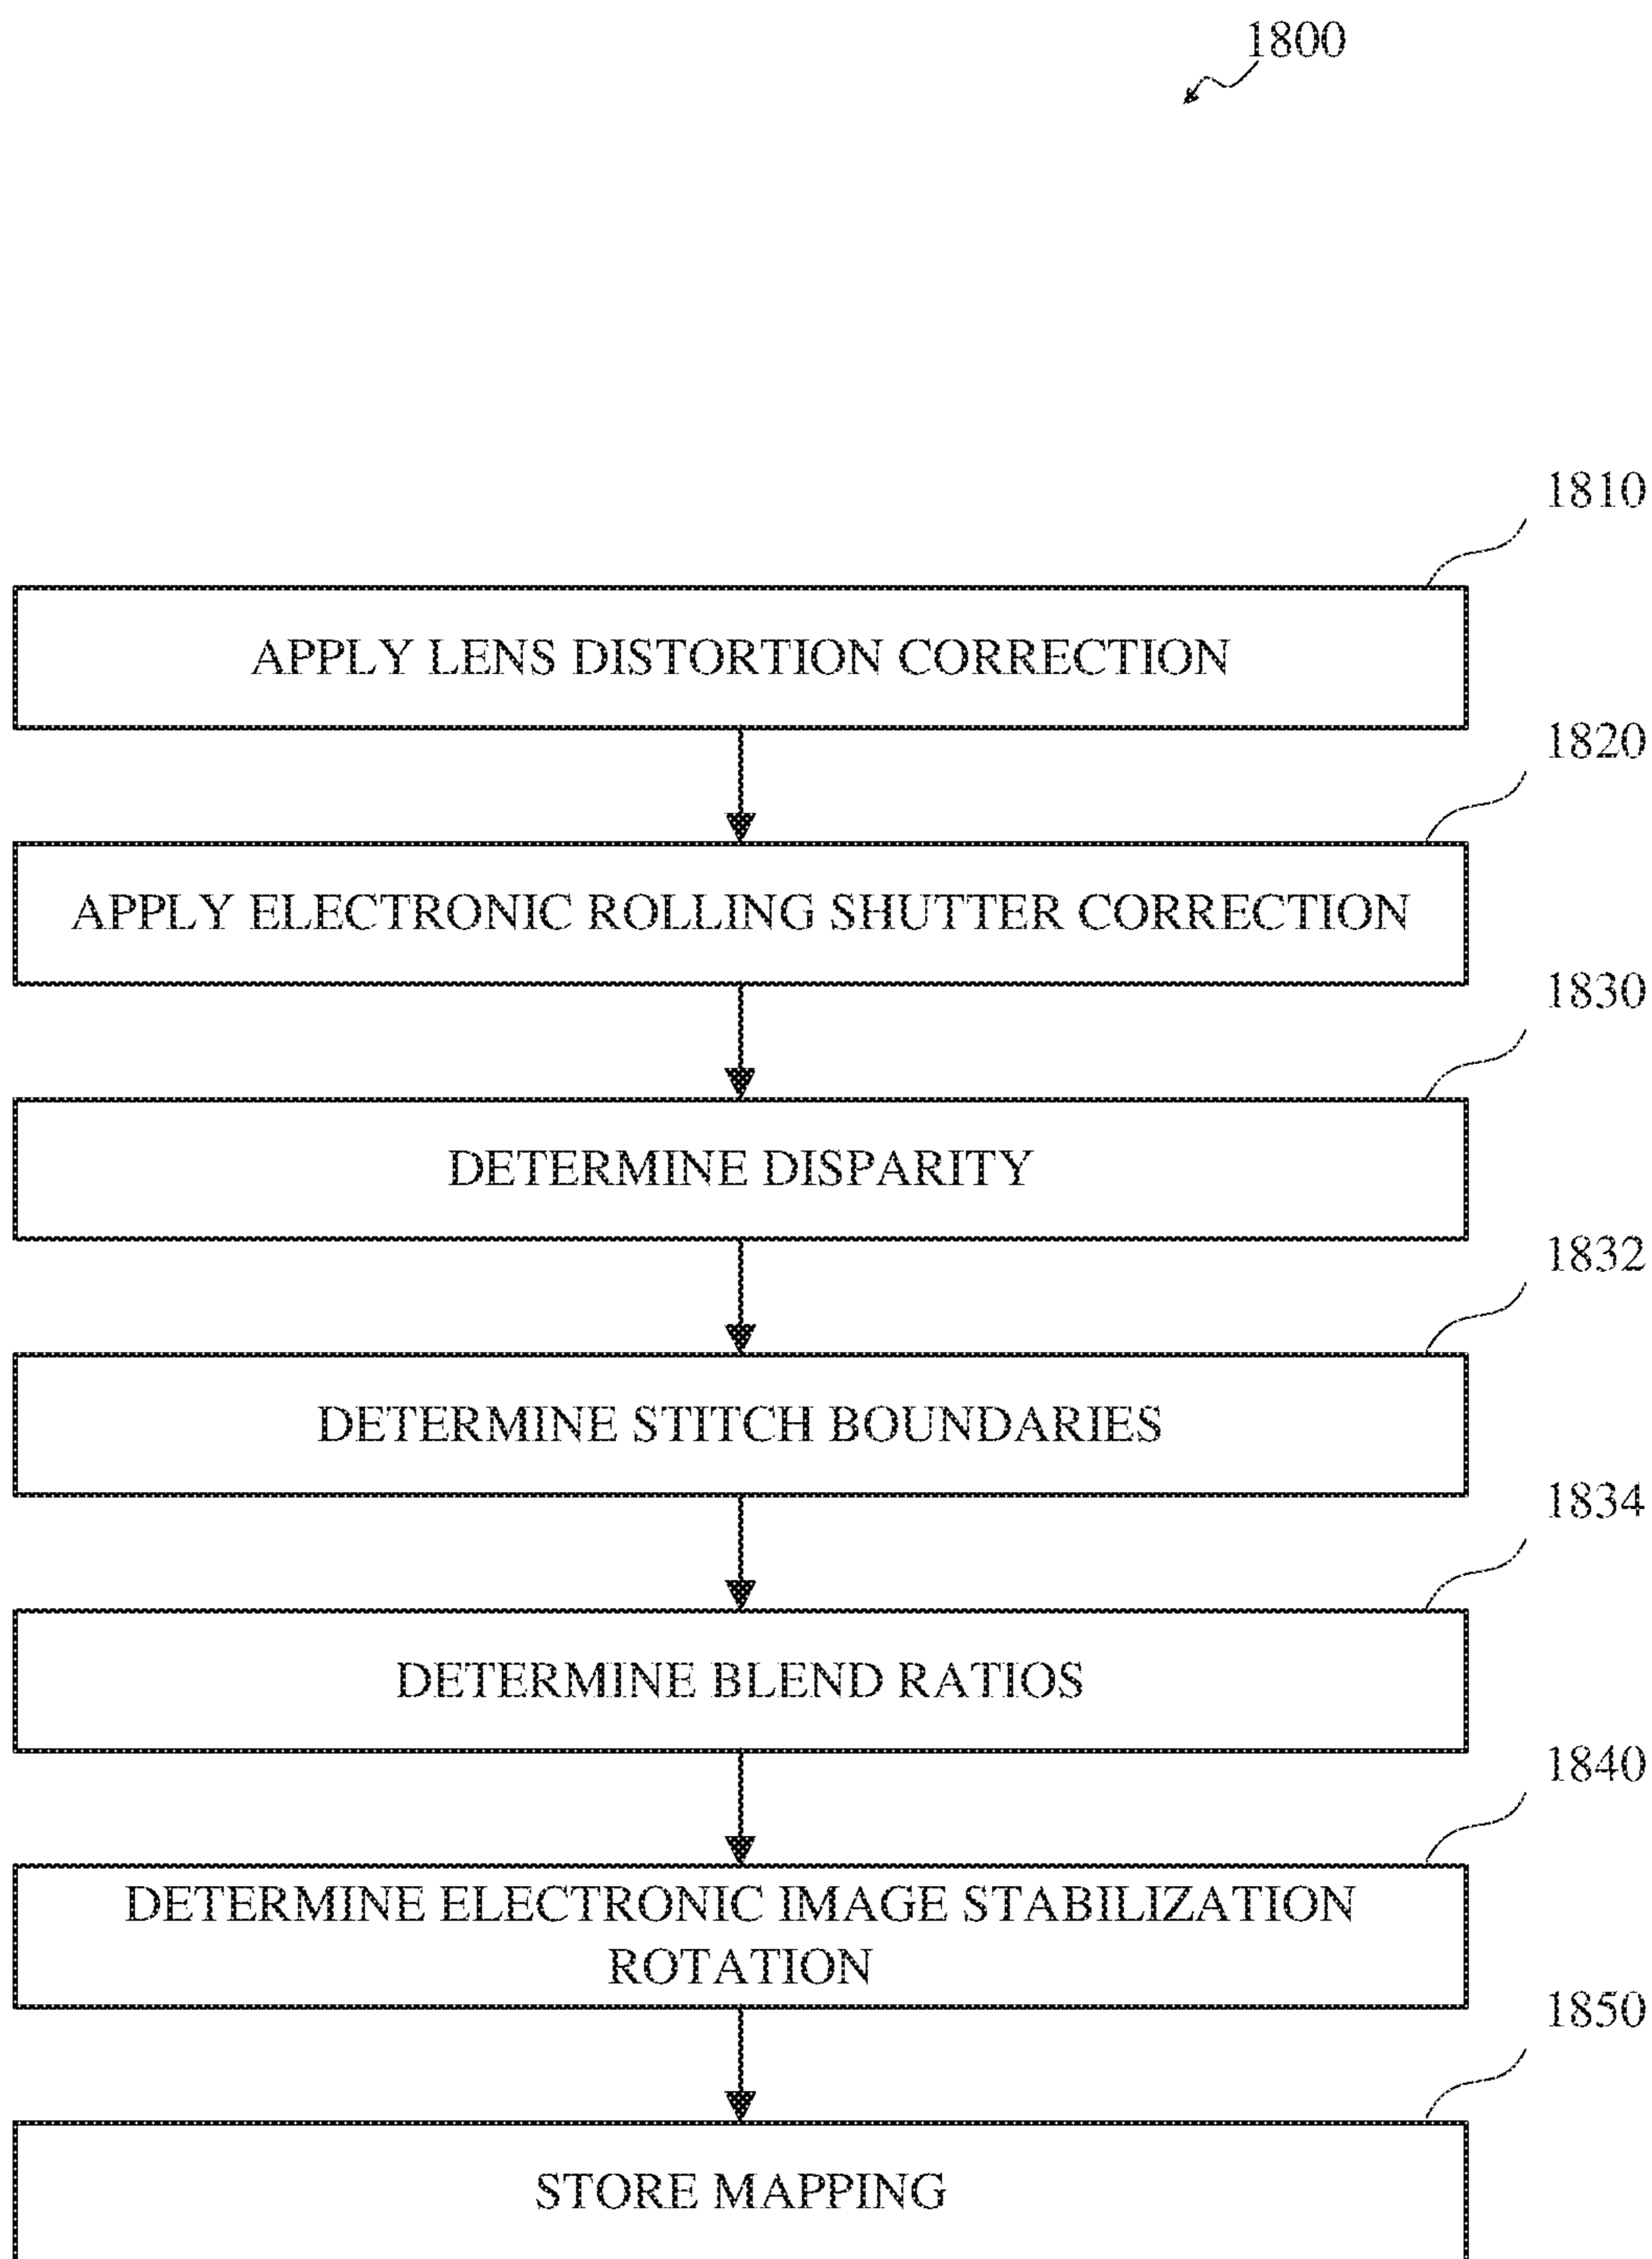 1800
1810
APPLY LENS DISTORTION CORRECTION
1820
APPLY ELECTRONIC ROLLING SHUTTER CORRECTION
1830
DETERMINE DISPARITY
1832
DETERMINE STITCH BOUNDARIES
1834
DETERMINE BLEND RATIOS
1840
DETERMINE ELECTRONIC IMAGE STABILIZATION
ROTATION
1850
STORE MAPPING